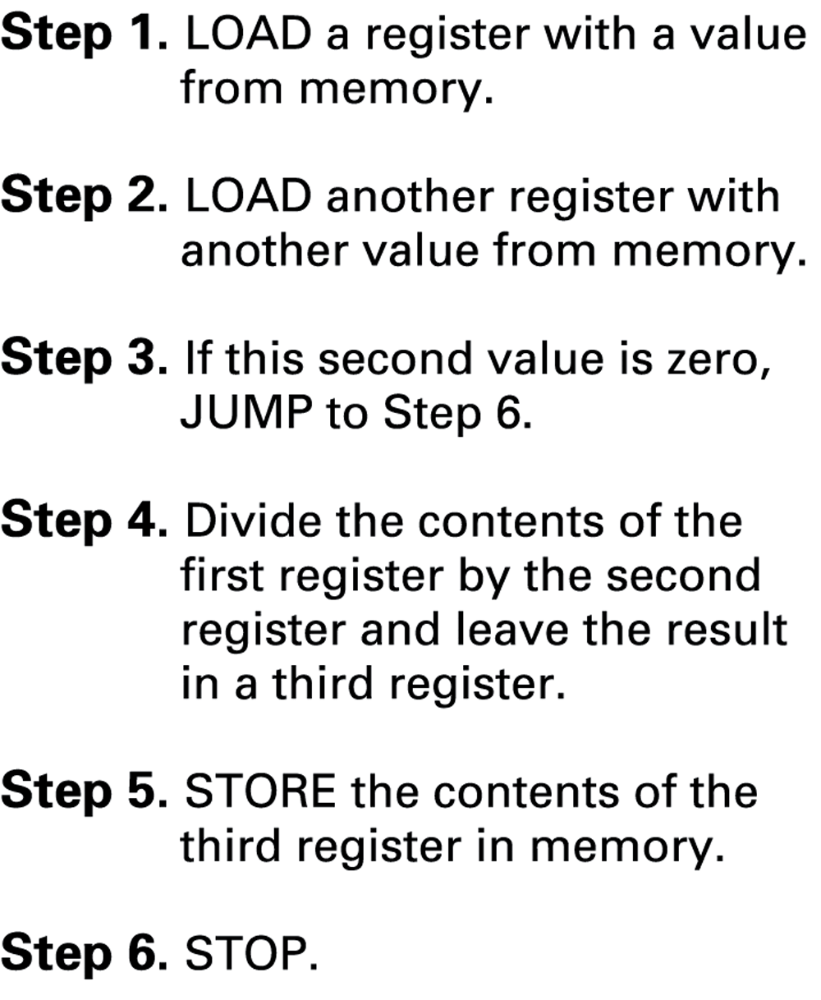 Step 1. LOAD a register with a value
from memory.
Step 2. LOAD another register with
another value from memory.
Step 3. If this second value is zero,
JUMP to Step 6.
Step 4. Divide the contents of the
first register by the second
register and leave the result
in a third register.
Step 5. STORE the contents of the
third register in memory.
Step 6. STOP.